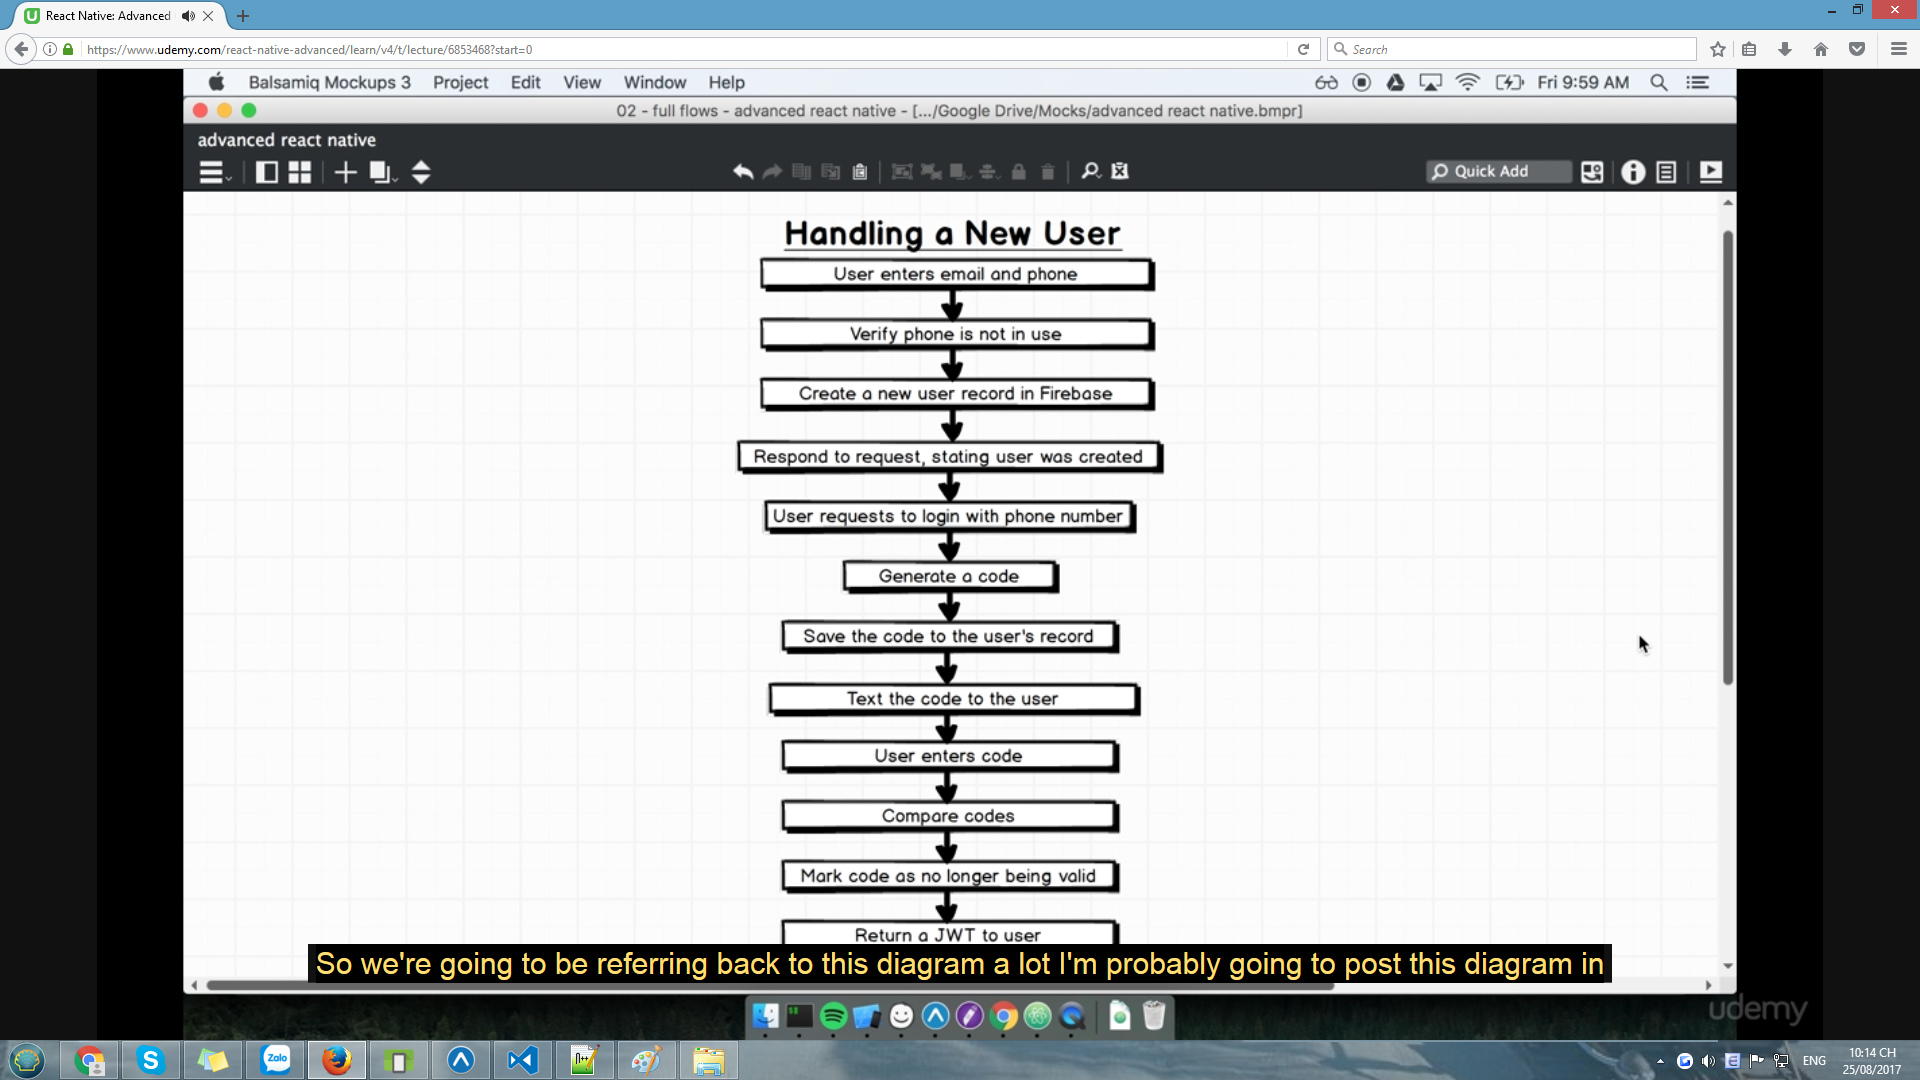 React Native: Advanced
https://www.udemy.com/react-native-advanced/learn/v4/t/lecture/6853468?start=0
Search
Balsamiq Mockups 3 Project Edit View Window Help
Fri 9:59 AM
02 - full flows - advanced react native - [.../Google Drive/Mocks/advanced react native.bmpr]
advanced react native
Quick Add
Handling a New User
User enters email and phone
Verify phone is not in use
Create a new user record in Firebase
Respond to request, stating user was created
User requests to login with phone number
Generate a code
Save the code to the user's record
Text the code to the user
User enters code
Compare codes
Mark code as no longer being valid
Return a JWT to user
So we're going to be referring back to this diagram a lot I'm probably going to post this diagram in
udemy
Zalo
ENG
10:14 CH
25/08/2017